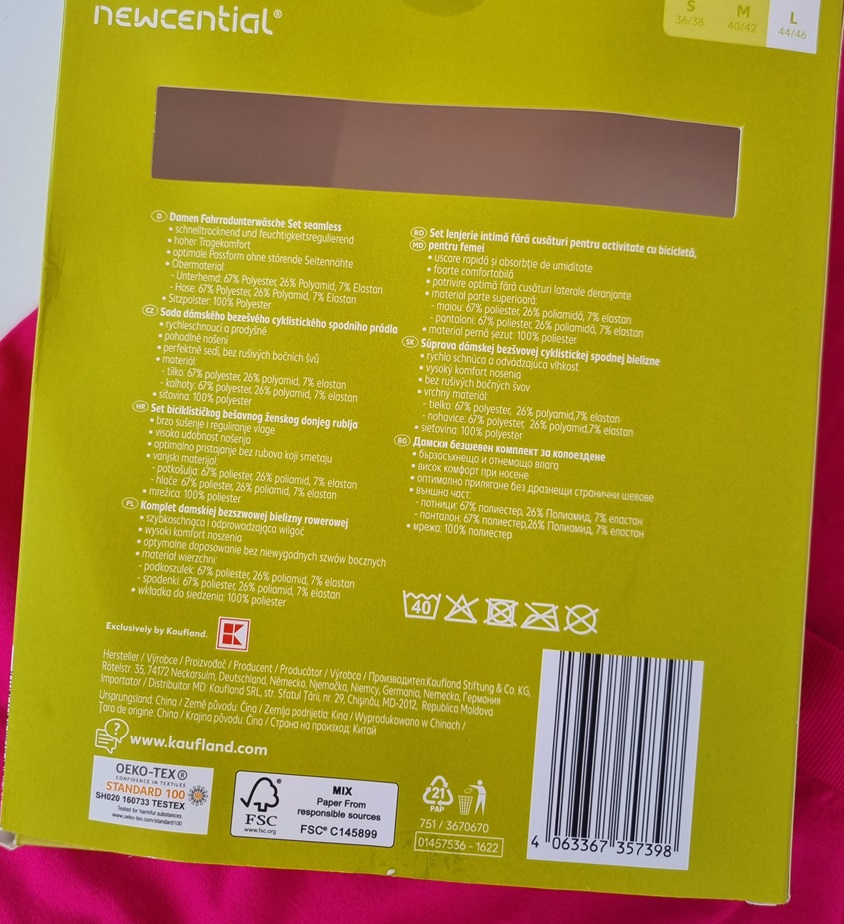 newcential®
S
36/38
M
40/42
L
44/46
D Damen Fahrradunterwäsche Set seamless
• schnelltrocknend und feuchtigkeitsregulierend
• hoher Tragekomfort
• optimale Passform ohne störende Seitennähte
• Obermaterial:
- Unterhemd: 67% Polyester, 26% Polyamid, 7% Elastan
- Hose: 67% Polyester, 26% Polyamid, 7% Elastan
• Sitzpolster: 100% Polyester
CZ Sada dámského bezešvého cyklistického spodního prádla
• rychleschnoucí a prodyšné
• pohodlné nošení
• perfektně sedí, bez rušivých bočních švů
• materiál:
- tílko: 67% polyester, 26% polyamid, 7% elastan
- kalhoty: 67% polyester, 26% polyamid, 7% elastan
• síťovina: 100% polyester
HR Set biciklističkog bešavnog ženskog donjeg rublja
• brzo sušenje i reguliranje vlage
• visoka udobnost nošenja
• optimalno pristajanje bez rubova koji smetaju
• vanjski materijal:
- potkošulja: 67% poliester, 26% poliamid, 7% elastan
- hlače: 67% poliester, 26% poliamid, 7% elastan
• mrežica: 100% poliester
PL Komplet damskiej bezszwowej bielizny rowerowej
• szybkoschnąca i odprowadzająca wilgoć
• wysoki komfort noszenia
• optymalne dopasowanie bez niewygodnych szwów bocznych
• materiał wierzchni:
- podkoszulek: 67% poliester, 26% poliamid, 7% elastan
- spodenki: 67% poliester, 26% poliamid, 7% elastan
• wkładka do siedzenia: 100% poliester
RO Set lenjerie intimă fără cusături pentru activitate cu bicicletă,
MD pentru femei
• uscare rapidă și absorbție de umiditate
• foarte comfortabilă
• potrivire optimă fără cusături laterale deranjante
• material parte superioară:
- maiou: 67% poliester, 26% poliamidă, 7% elastan
- pantaloni: 67% poliester, 26% poliamidă, 7% elastan
• material pernă șezut: 100% poliester
SK Súprava dámskej bezšvovej cyklistickej spodnej bielizne
• rýchlo schnúca a odvádzajúca vlhkosť
• vysoký komfort nosenia
• bez rušivých bočných švov
• vrchný materiál:
- tielko: 67% polyester, 26% polyamid,7% elastan
- nohavice: 67% polyester, 26% polyamid,7% elastan
• sieťovina: 100% polyester
BG Дамски безшевен комплект за колоездене
• бързосъхнещо и отнемащо влага
• висок комфорт при носене
• оптимално прилягане без дразнещи странични шевове
• външна част:
- потници: 67% полиестер, 26% Полиамид, 7% еластан
- панталон: 67% полиестер,26% Полиамид, 7% еластан
• мрежа: 100% полиестер
40
Exclusively by Kaufland.
Hersteller / Výrobce / Proizvođač / Producent / Producător / Výrobca / Производител:Kaufland Stiftung & Co. KG,
Rötelstr. 35, 74172 Neckarsulm, Deutschland, Německo, Njemačka, Niemcy, Germania, Nemecko, Германия
Importator / Distribuitor MD: Kaufland SRL, str. Sfatul Țării, nr. 29, Chișinău, MD-2012, Republica Moldova
Ursprungsland: China / Země původu: Čína / Zemlja podrijetla: Kina / Wyprodukowano w Chinach /
Țara de origine: China / Krajina pôvodu: Čína / Страна на произход: Китай
? www.kaufland.com
OEKO-TEX®
CONFIDENCE IN TEXTILES
STANDARD 100
SH020 160733 TESTEX
Tested for harmful substances
www.oeko-tex.com/standard100
FSC
www.fsc.org
®
MIX
Paper From
responsible sources
FSC® C145899
21
PAP
751 / 3670670
01457536 - 1622
4 063367 357398